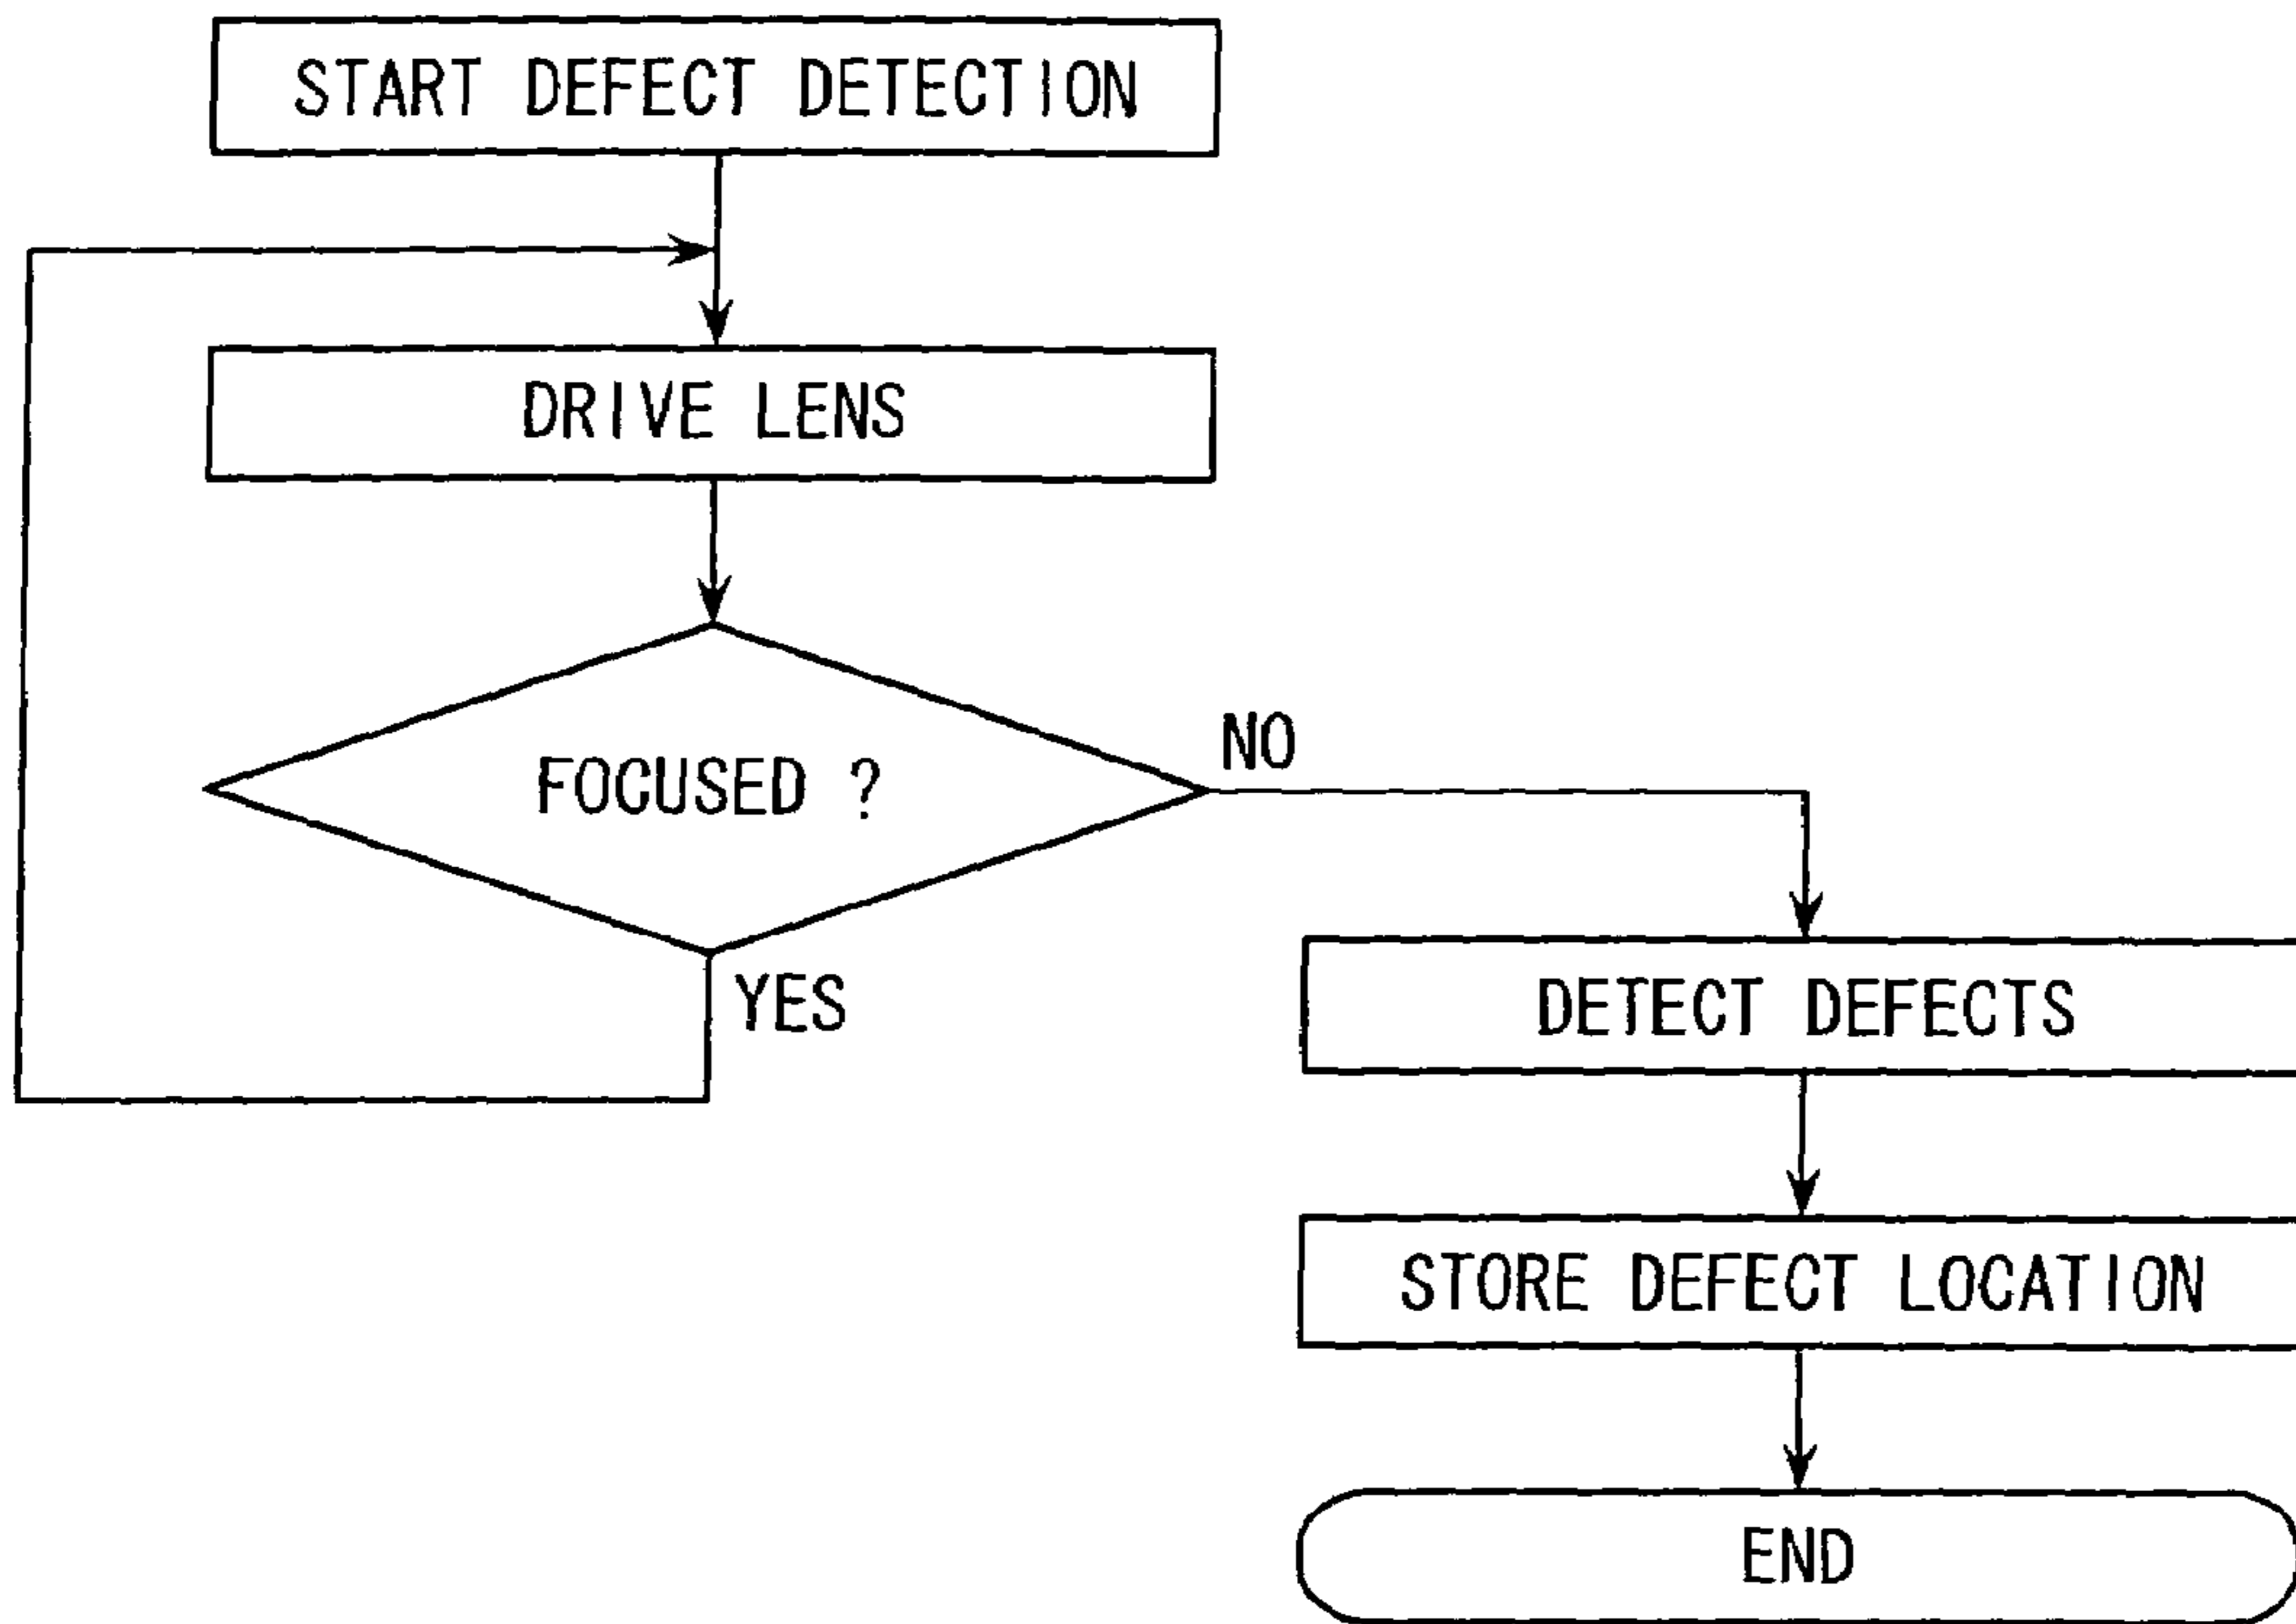 START DEFECT DETECTION
DRIVE LENS
FOCUSED ?
NO
YES
DETECT DEFECTS
STORE DEFECT LOCATION
END